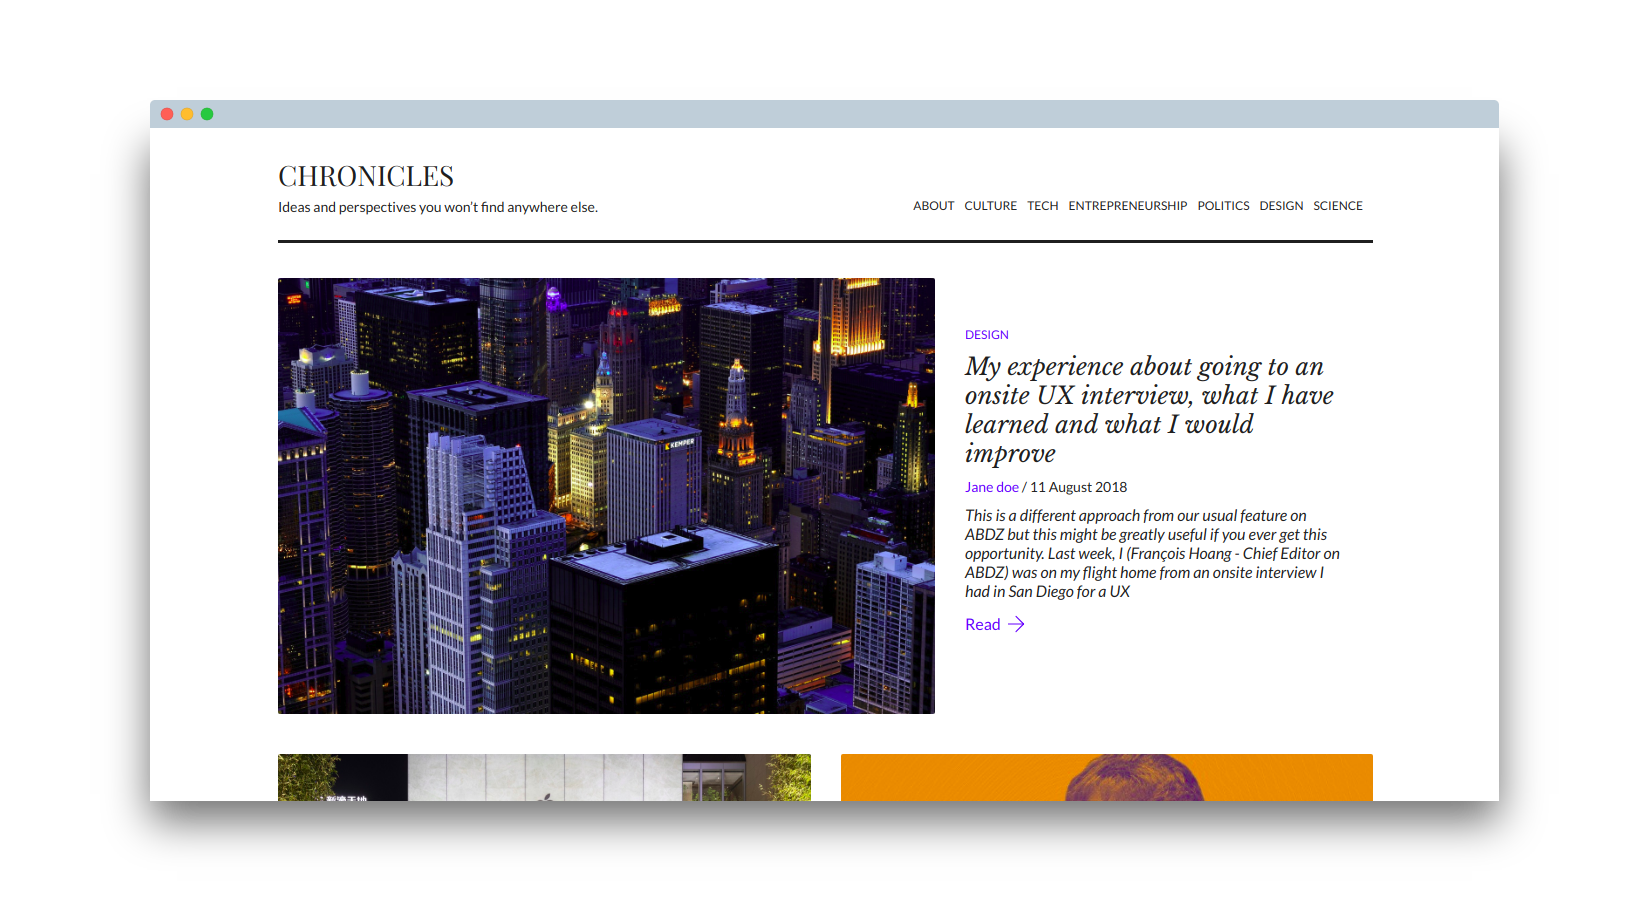 CHRONICLES
Ideas and perspectives you won't find anywhere else.
ABOUT CULTURE TECH ENTREPRENEURSHIP POLITICS DESIGN SCIENCE
KEMPER
DESIGN
My experience about going to an
onsite UX interview, what I have
learned and what I would
improve
Jane doe / 11 August 2018
This is a different approach from our usual feature on
ABDZ but this might be greatly useful if you ever get this
opportunity. Last week, I (François Hoang - Chief Editor on
ABDZ) was on my flight home from an onsite interview I
had in San Diego for a UX
Read